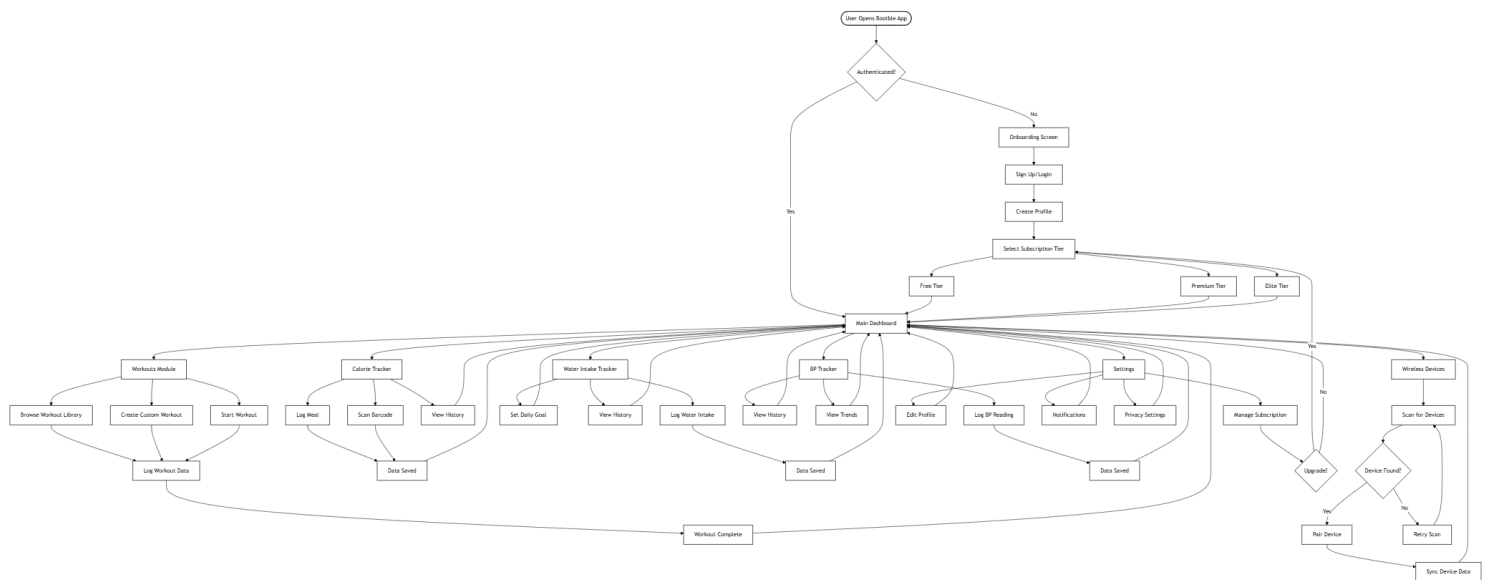 User Opens Bootble App
Authenticated?
No
Onboarding Screen
Sign Up/Login
Create Profile
Yes
Select Subscription Tier
Free Tier
Premium Tier
Elite Tier
Main Dashboard
Yes
Workouts Module
Calorie Tracker
Water Intake Tracker
BP Tracker
Settings
Wireless Devices
No
Browse Workout Library
Create Custom Workout
Start Workout
Log Meal
Scan Barcode
View History
Set Daily Goal
View History
Log Water Intake
View History
View Trends
Edit Profile
Log BP Reading
Notifications
Privacy Settings
Manage Subscription
Scan for Devices
Log Workout Data
Data Saved
Data Saved
Data Saved
Upgrade?
Device Found?
Yes
No
Workout Complete
Pair Device
Retry Scan
Sync Device Data